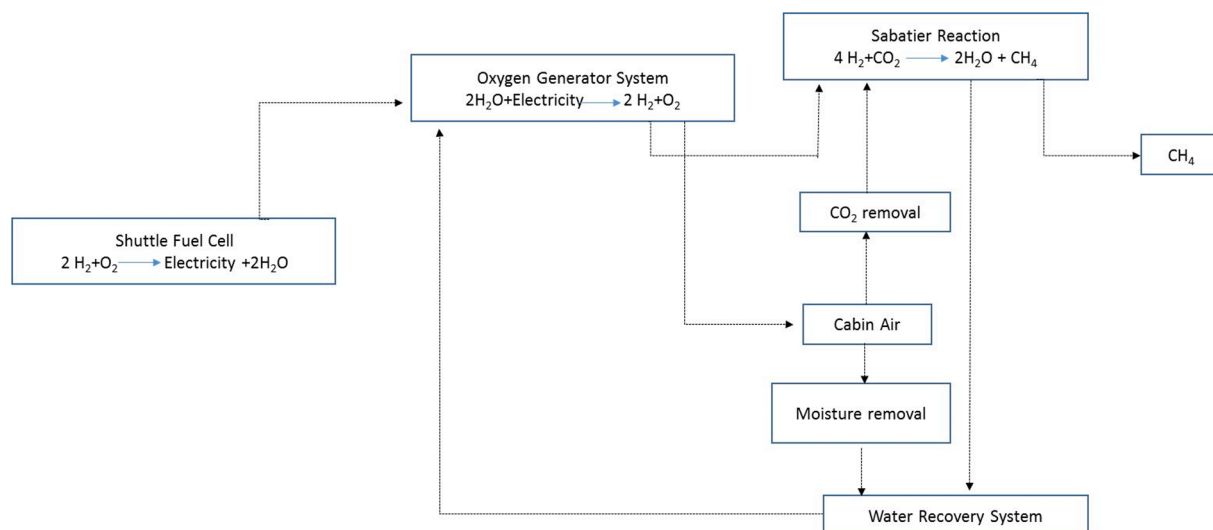 Sabatier Reaction
4 H₂+CO₂ → 2H₂O + CH₄
Oxygen Generator System
2H₂O+Electricity → 2 H₂+O₂
CH₄
CO₂ removal
Shuttle Fuel Cell
2 H₂+O₂ → Electricity +2H₂O
Cabin Air
Moisture removal
Water Recovery System